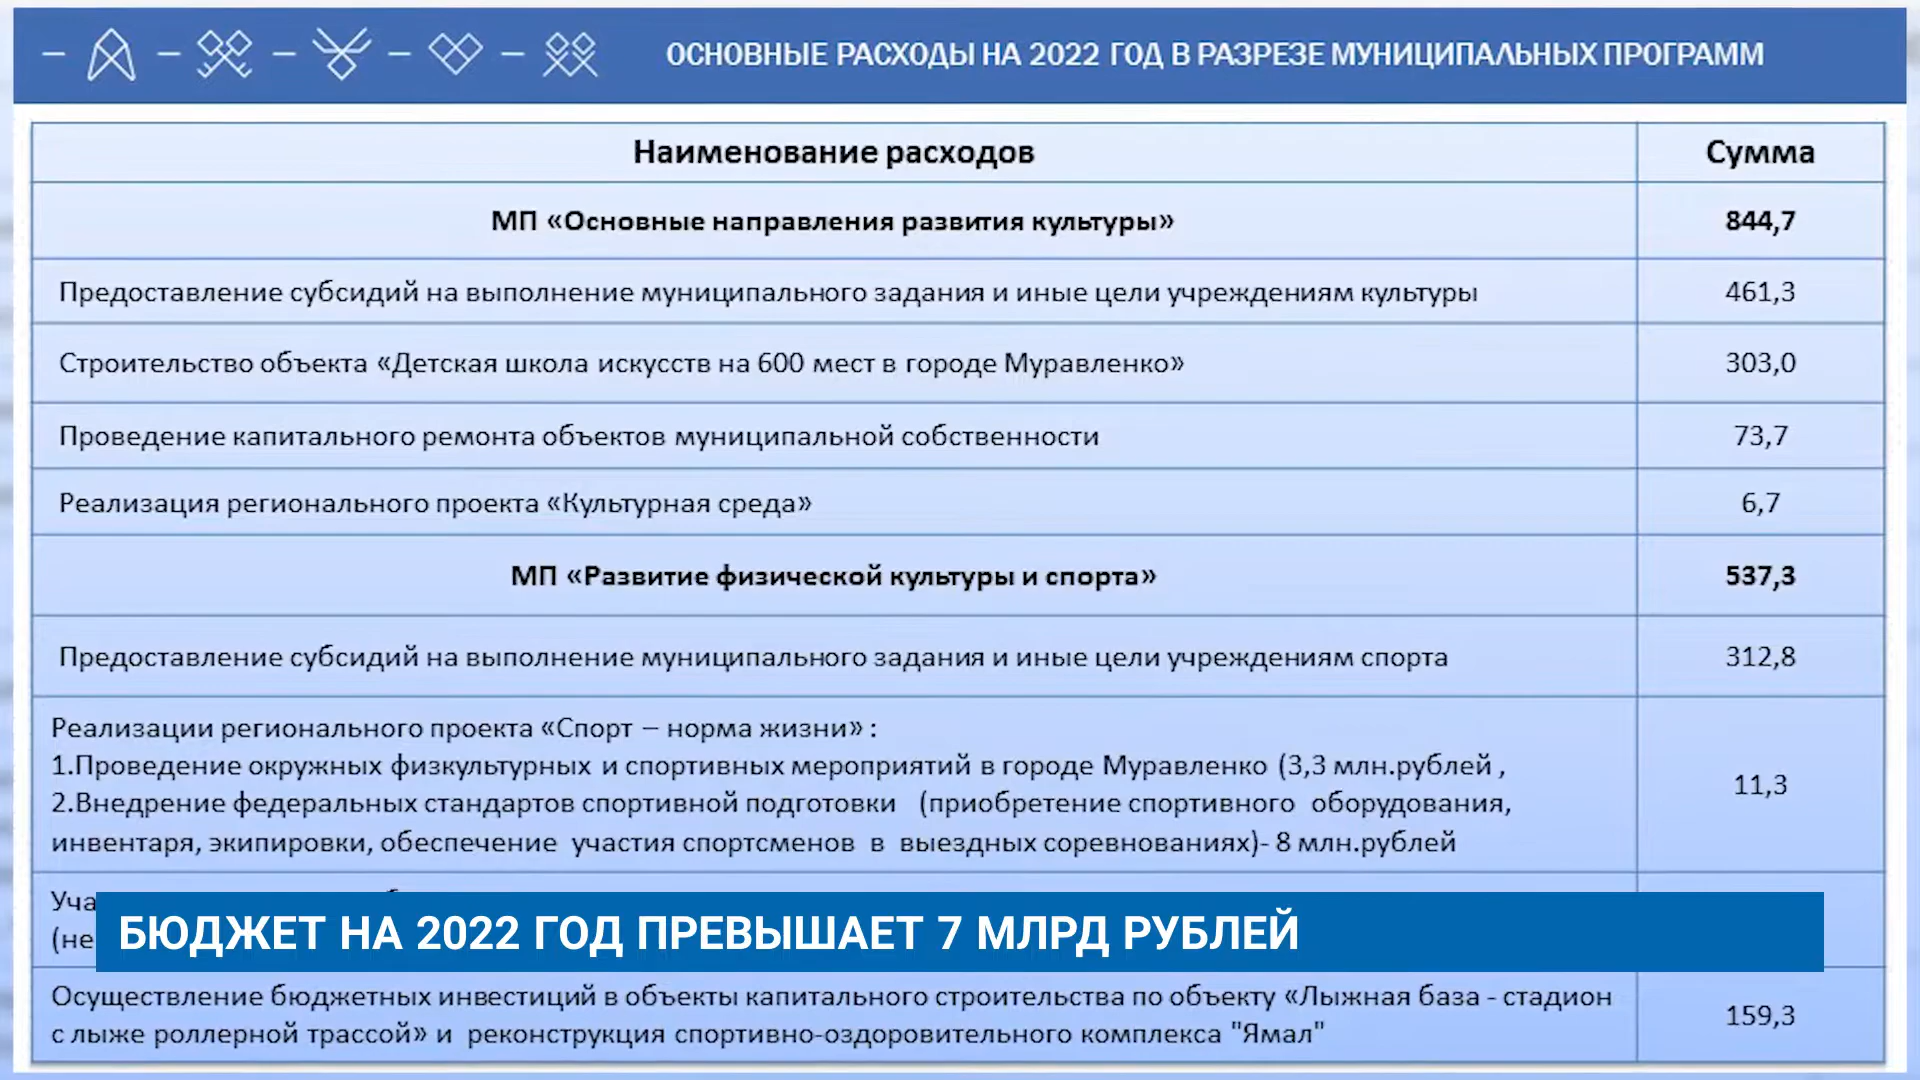 ОСНОВНЫЕ РАСХОДЫ НА 2022 ГОД В РАЗРЕЗЕ МУНИЦИПАЛЬНЫХ ПРОГРАММ
Наименование расходов Сумма
МП «Основные направления развития культуры» 844,7
Предоставление субсидий на выполнение муниципального задания и иные цели учреждениям культуры 461,3
Строительство объекта «Детская школа искусств на 600 мест в городе Муравленко» 303,0
Проведение капитального ремонта объектов муниципальной собственности 73,7
Реализация регионального проекта «Культурная среда» 6,7
МП «Развитие физической культуры и спорта» 537,3
Предоставление субсидий на выполнение муниципального задания и иные цели учреждениям спорта 312,8
Реализации регионального проекта «Спорт – норма жизни» :
1.Проведение окружных физкультурных и спортивных мероприятий в городе Муравленко (3,3 млн.рублей ,
2.Внедрение федеральных стандартов спортивной подготовки (приобретение спортивного оборудования,
инвентаря, экипировки, обеспечение участия спортсменов в выездных соревнованиях)- 8 млн.рублей
11,3
БЮДЖЕТ НА 2022 ГОД ПРЕВЫШАЕТ 7 МЛРД РУБЛЕЙ
Осуществление бюджетных инвестиций в объекты капитального строительства по объекту «Лыжная база - стадион
с лыже роллерной трассой» и реконструкция спортивно-оздоровительного комплекса "Ямал"
159,3